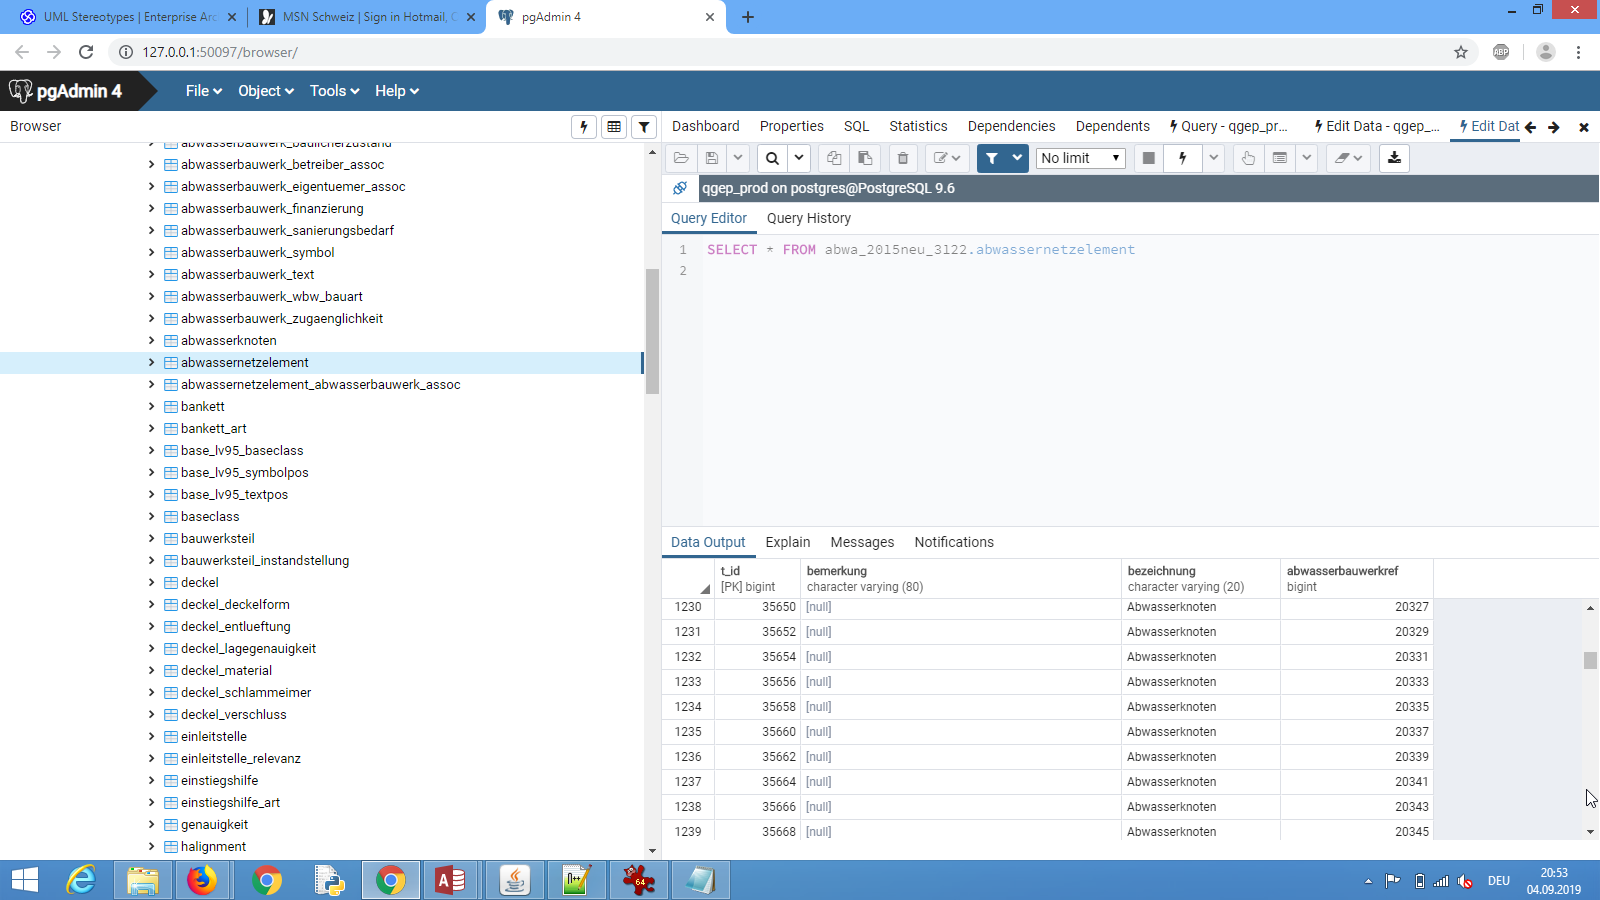 UML Stereotypes | Enterprise Arc
MSN Schweiz | Sign in Hotmail, O
pgAdmin 4
127.0.0.1:50097/browser/
ABP
pgAdmin 4
File
Object
Tools
Help
Browser
Dashboard
Properties
SQL
Statistics
Dependencies
Dependents
Query - qgep_pr...
Edit Data - qgep_...
Edit Dat
abwasserbauwerk_baulicherzustand
abwasserbauwerk_betreiber_assoc
abwasserbauwerk_eigentuemer_assoc
abwasserbauwerk_finanzierung
abwasserbauwerk_sanierungsbedarf
abwasserbauwerk_symbol
abwasserbauwerk_text
abwasserbauwerk_wbw_bauart
abwasserbauwerk_zugaenglichkeit
abwasserknoten
abwassernetzelement
abwassernetzelement_abwasserbauwerk_assoc
bankett
bankett_art
base_lv95_baseclass
base_lv95_symbolpos
base_lv95_textpos
baseclass
bauwerksteil
bauwerksteil_instandstellung
deckel
deckel_deckelform
deckel_entlueftung
deckel_lagegenauigkeit
deckel_material
deckel_schlammeimer
deckel_verschluss
einleitstelle
einleitstelle_relevanz
einstiegshilfe
einstiegshilfe_art
genauigkeit
halignment
No limit
qgep_prod on postgres@PostgreSQL 9.6
Query Editor
Query History
1 SELECT * FROM abwa_2015neu_3122.abwassernetzelement
2
Data Output
Explain
Messages
Notifications
t_id bemerkung bezeichnung abwasserbauwerkref
[PK] bigint character varying (80) character varying (20) bigint
1230 35650 [null] Abwasserknoten 20327
1231 35652 [null] Abwasserknoten 20329
1232 35654 [null] Abwasserknoten 20331
1233 35656 [null] Abwasserknoten 20333
1234 35658 [null] Abwasserknoten 20335
1235 35660 [null] Abwasserknoten 20337
1236 35662 [null] Abwasserknoten 20339
1237 35664 [null] Abwasserknoten 20341
1238 35666 [null] Abwasserknoten 20343
1239 35668 [null] Abwasserknoten 20345
64
DEU
20:53
04.09.2019